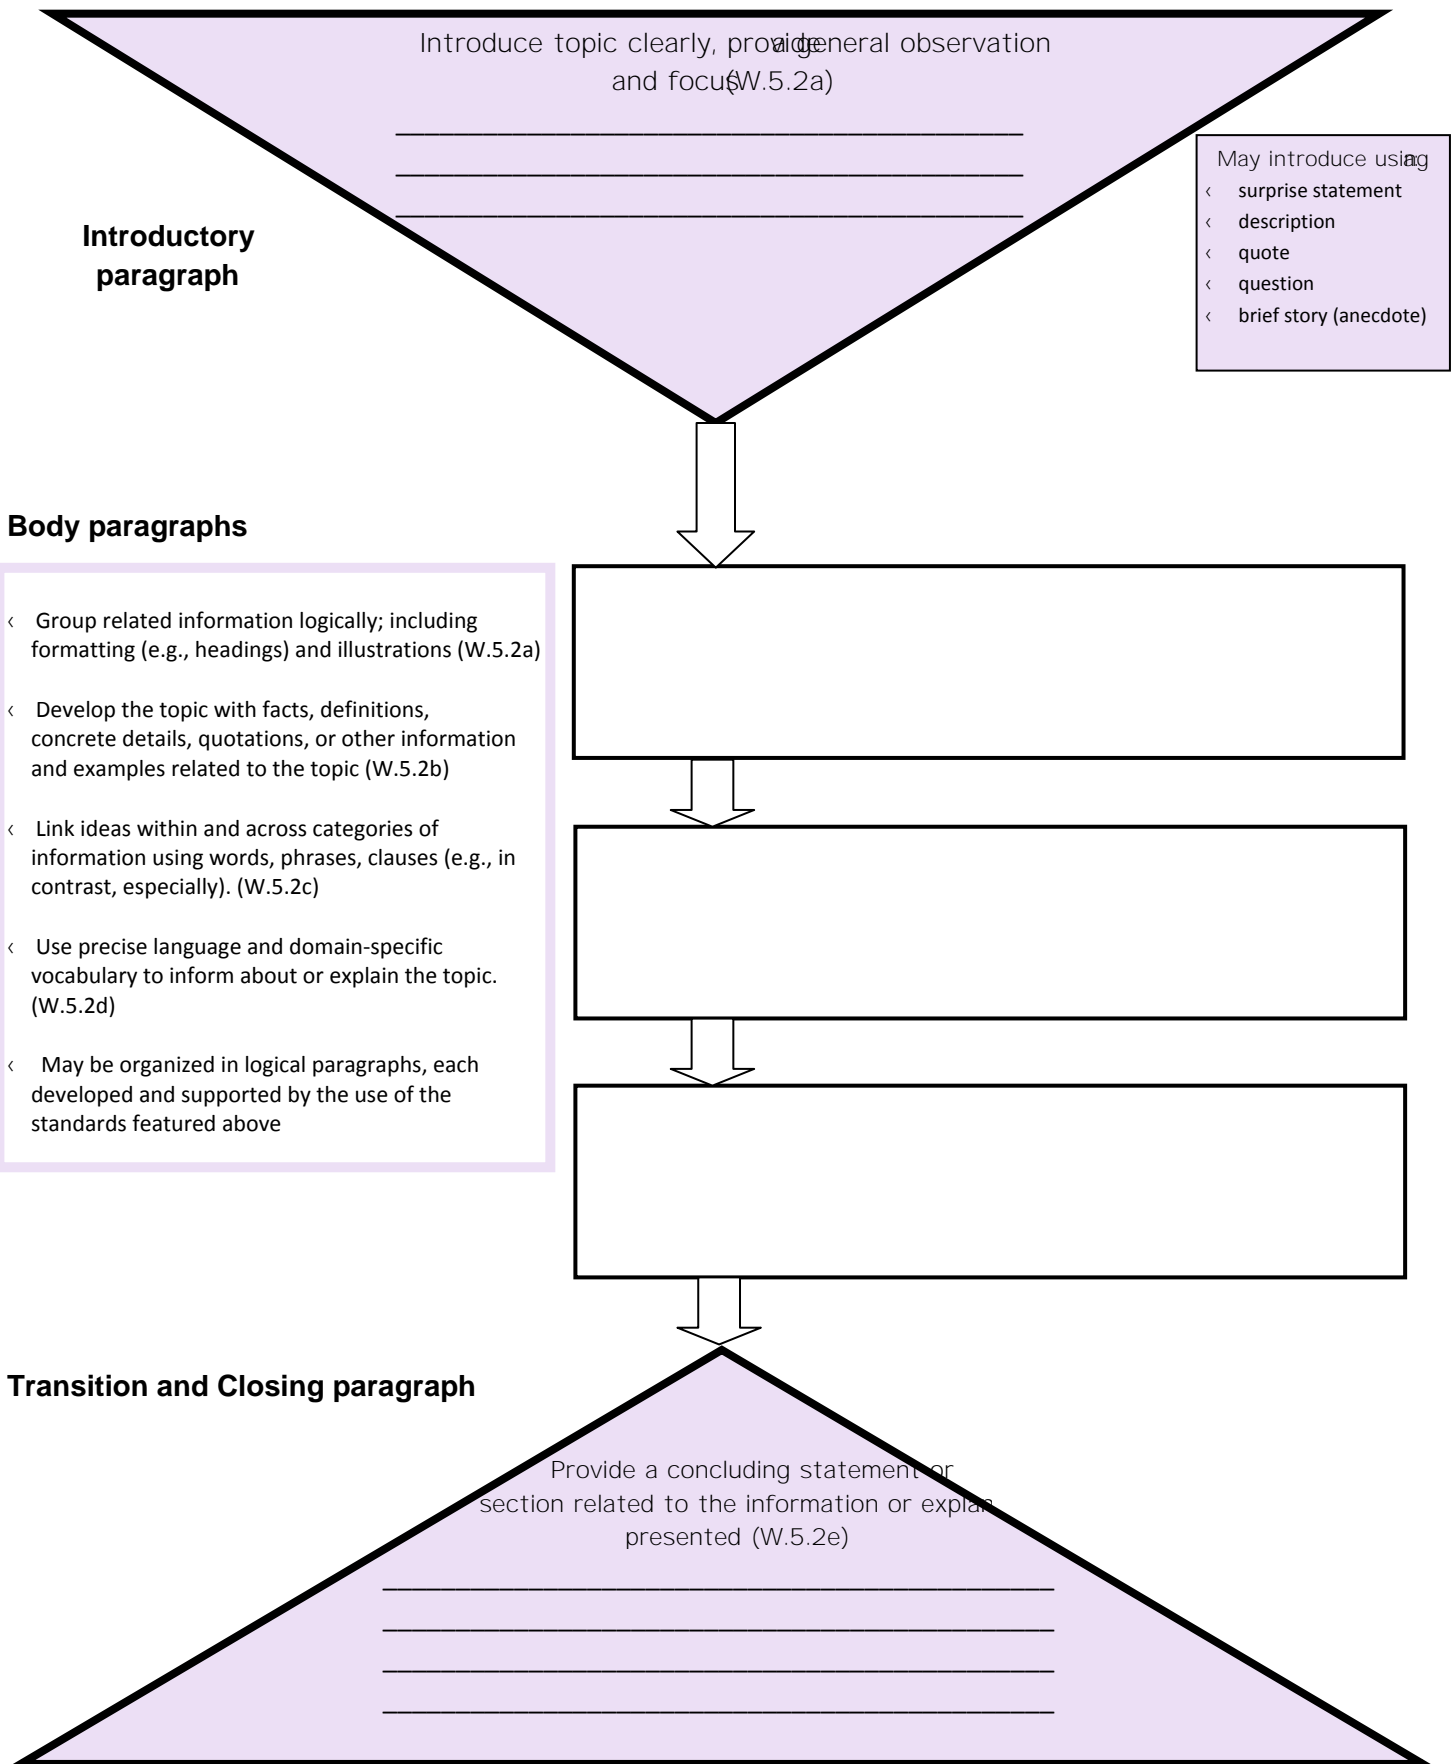 Introduce topic clearly, provide a general observation
and focus (W.5.2a)
May introduce using a:
‹ surprise statement
‹ description
‹ quote
‹ question
‹ brief story (anecdote)
Introductory
paragraph
Body paragraphs
‹ Group related information logically; including
formatting (e.g., headings) and illustrations (W.5.2a)
‹ Develop the topic with facts, definitions,
concrete details, quotations, or other information
and examples related to the topic (W.5.2b)
‹ Link ideas within and across categories of
information using words, phrases, clauses (e.g., in
contrast, especially). (W.5.2c)
‹ Use precise language and domain-specific
vocabulary to inform about or explain the topic.
(W.5.2d)
‹ May be organized in logical paragraphs, each
developed and supported by the use of the
standards featured above
Transition and Closing paragraph
Provide a concluding statement or
section related to the information or explan
presented (W.5.2e)